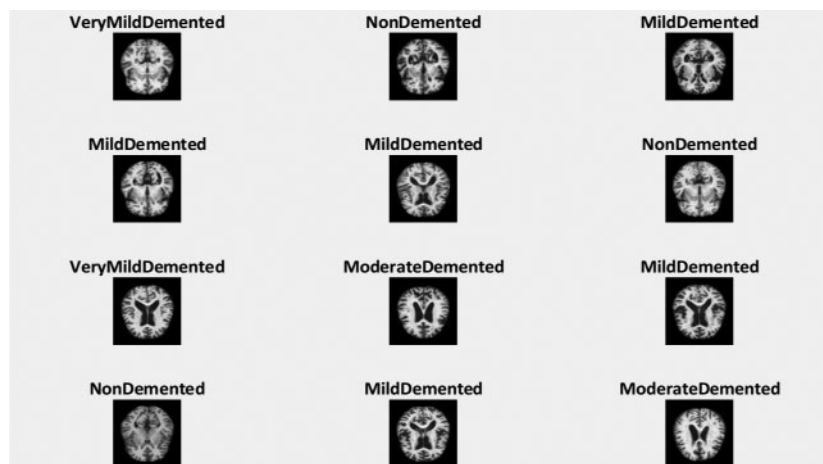 VeryMildDemented NonDemented MildDemented
MildDemented MildDemented NonDemented
VeryMildDemented ModerateDemented MildDemented
NonDemented MildDemented ModerateDemented